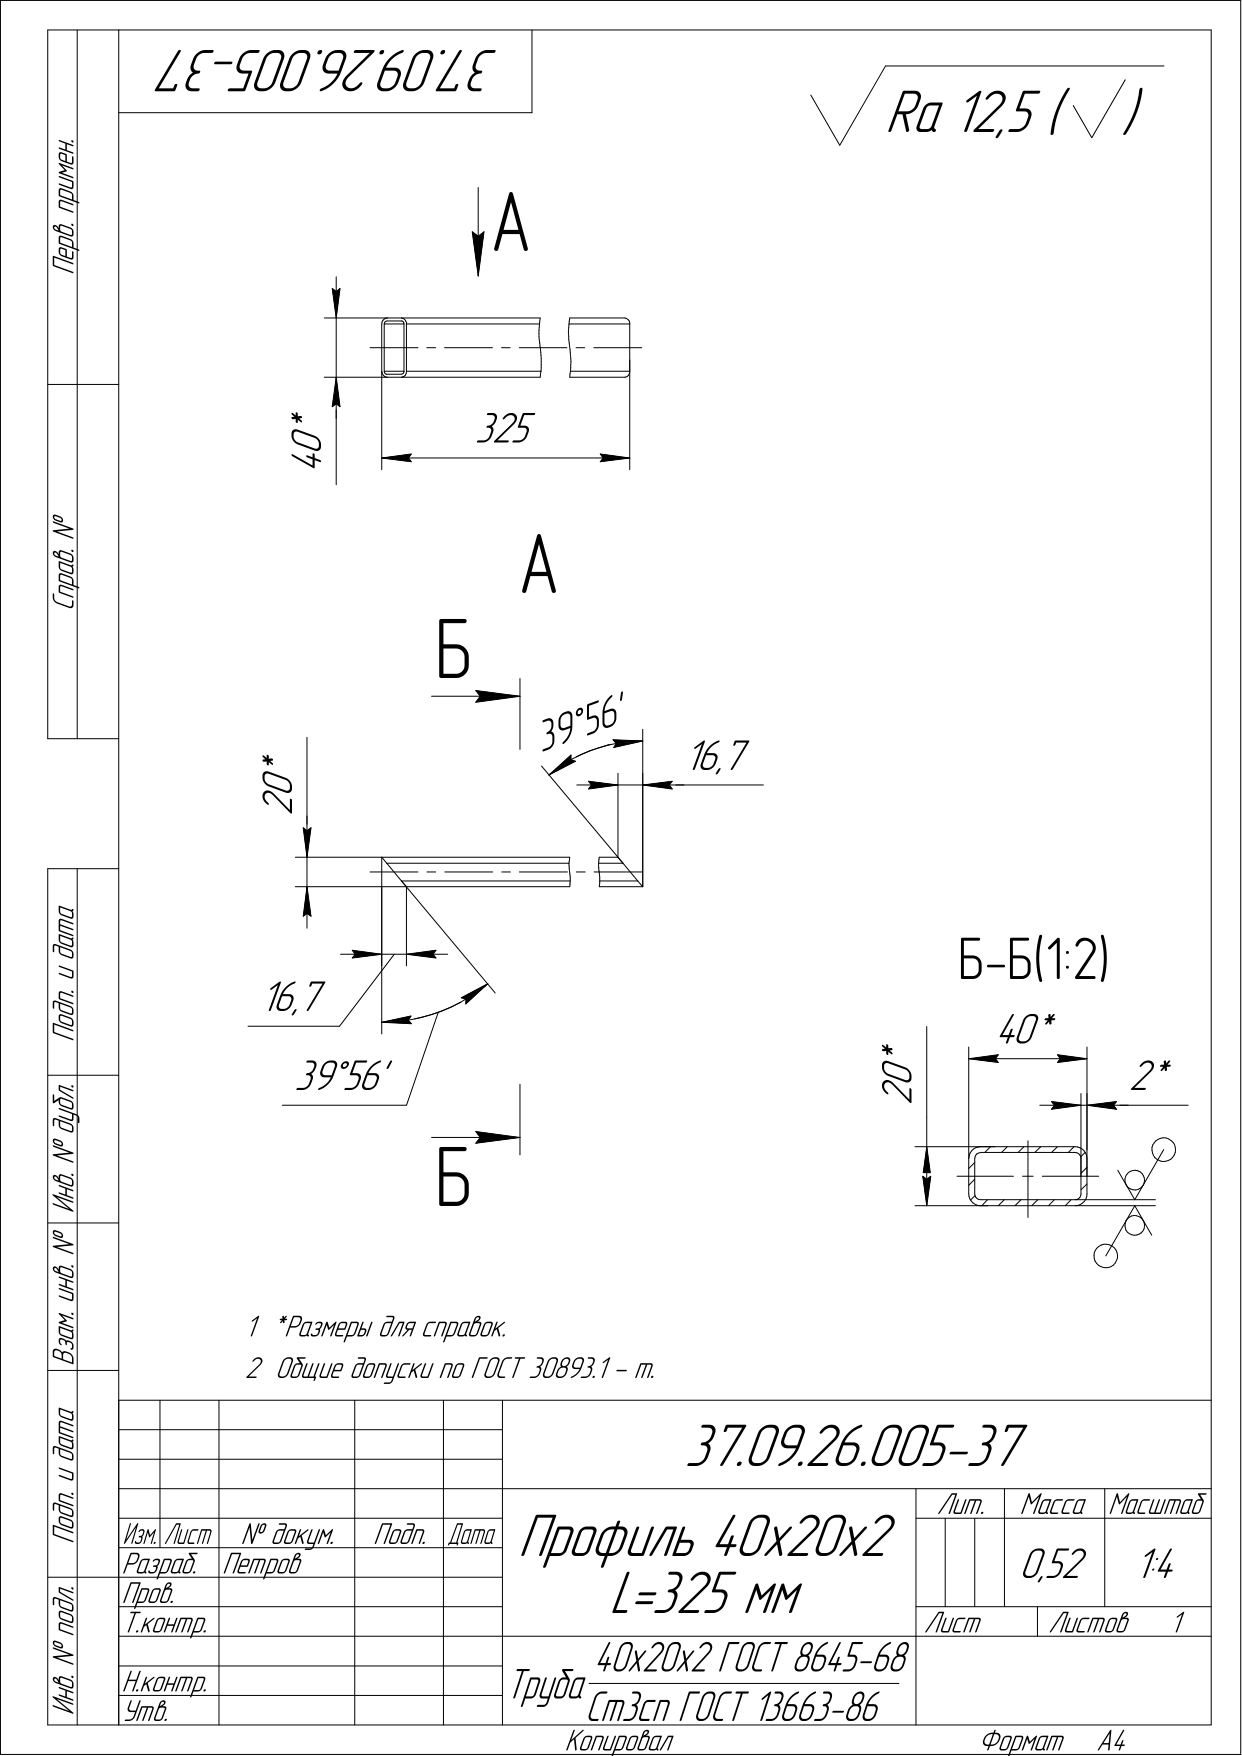 37.09.26.005-37
Ra 12,5 (√)
Перв. примен.
Справ. №
Подп. и дата
Инв. № дубл.
Взам. инв. №
Подп. и дата
Инв. № подл.
А
40*
325
А
Б
39°56'
16,7
20*
16,7
39°56'
Б
Б-Б(1:2)
40*
20*
2*
1 *Размеры для справок.
2 Общие допуски по ГОСТ 30893.1 - m.
37.09.26.005-37
Лит. Масса Масштаб
Изм. Лист № докум. Подп. Дата
Профиль 40х20х2
L=325 мм
0,52 1:4
Разраб. Петров
Пров.
Т.контр.
Лист Листов 1
Н.контр.
Утв.
Труба 40х20х2 ГОСТ 8645-68
Ст3сп ГОСТ 13663-86
Копировал Формат А4